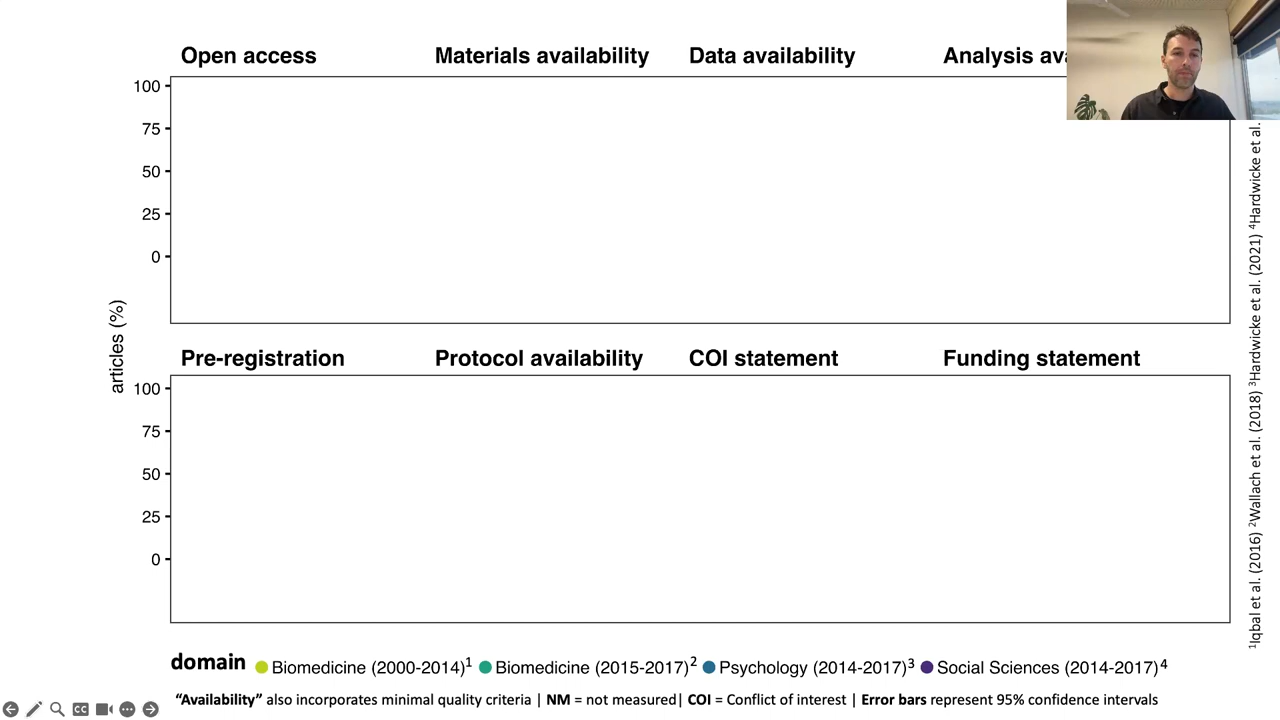 Open access Materials availability Data availability Analysis
100
75
50
25
0
articles (%)
Pre-registration Protocol availability COI statement Funding statement
100
75
50
25
0
domain Biomedicine (2000-2014)¹ Biomedicine (2015-2017)² Psychology (2014-2017)³ Social Sciences (2014-2017)⁴
“Availability” also incorporates minimal quality criteria | NM = not measured| COI = Conflict of interest | Error bars represent 95% confidence intervals
¹Iqbal et al. (2016) ²Wallach et al. (2018) ³Hardwicke et al. (2021) ⁴Hardwicke et al.
CC